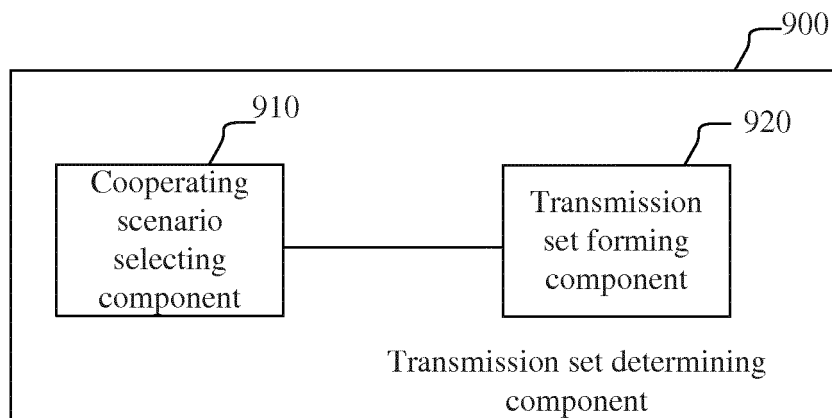 900
910
920
Cooperating
scenario
selecting
component
Transmission
set forming
component
Transmission set determining
component